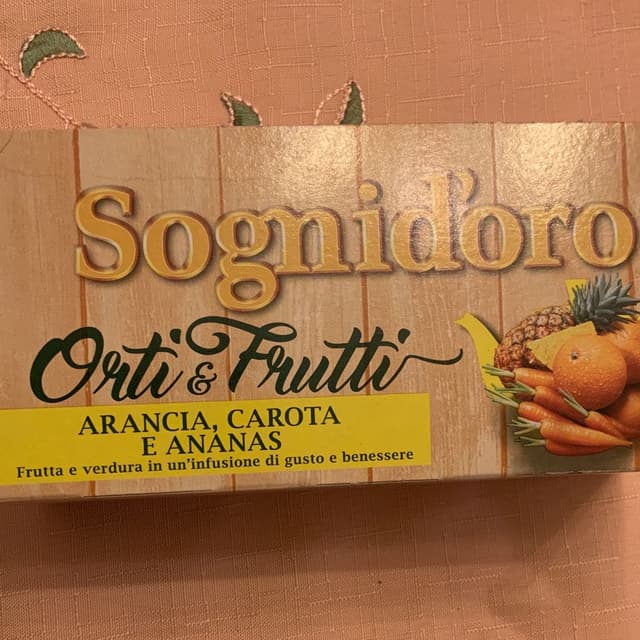 Sognid'oro
Orti & Frutti
ARANCIA, CAROTA
E ANANAS
Frutta e verdura in un'infusione di gusto e benessere